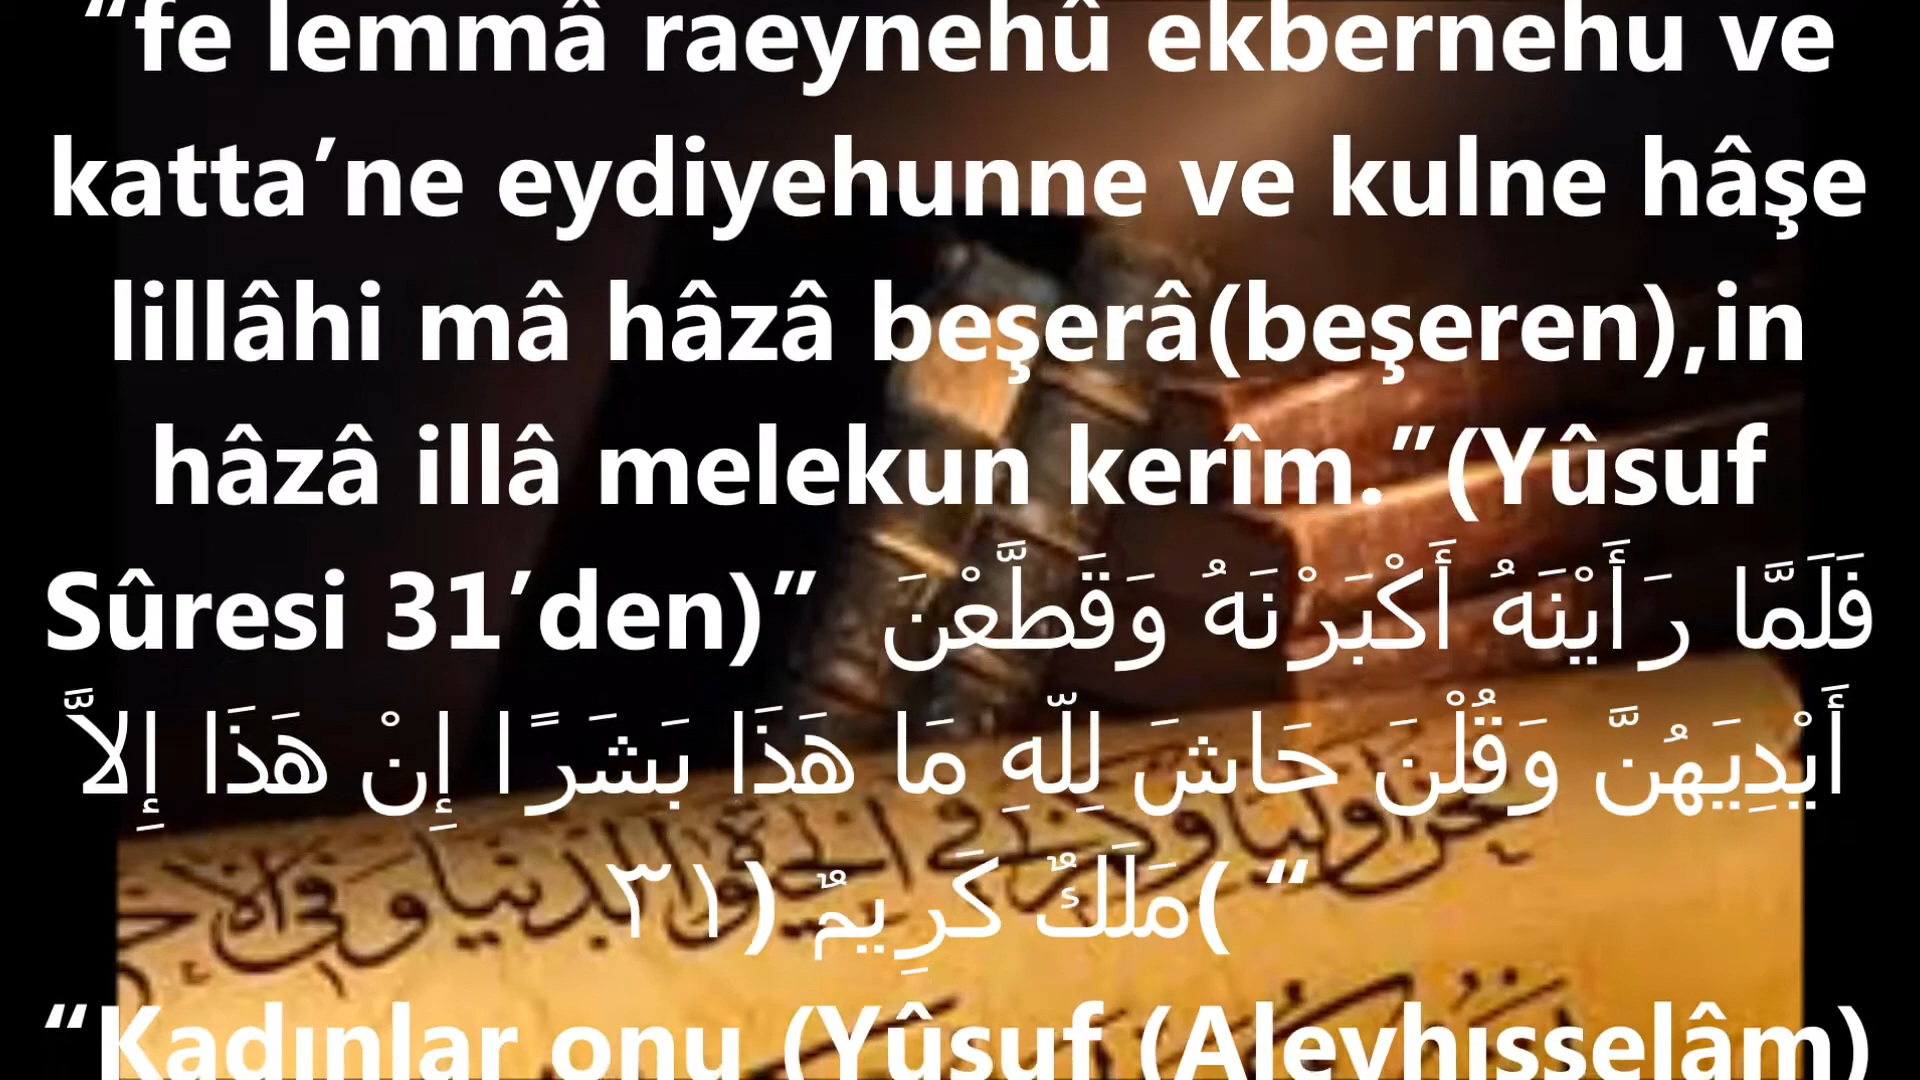 “fe lemmâ raeynehû ekbernehu ve
katta’ne eydiyehunne ve kulne hâşe
lillâhi mâ hâzâ beşerâ(beşeren),in
hâzâ illâ melekun kerîm.”(Yûsuf
Sûresi 31’den)” فَلَمَّا رَأَيْنَهُ أَكْبَرْنَهُ وَقَطَّعْنَ
أَيْدِيَهُنَّ وَقُلْنَ حَاشَ لِلّهِ مَا هَذَا بَشَرًا إِنْ هَذَا إِلاَّ
“ )مَلَكٌ كَرِيمٌ (٣١
“Kadınlar onu (Yûsuf (Aleyhısselâm)